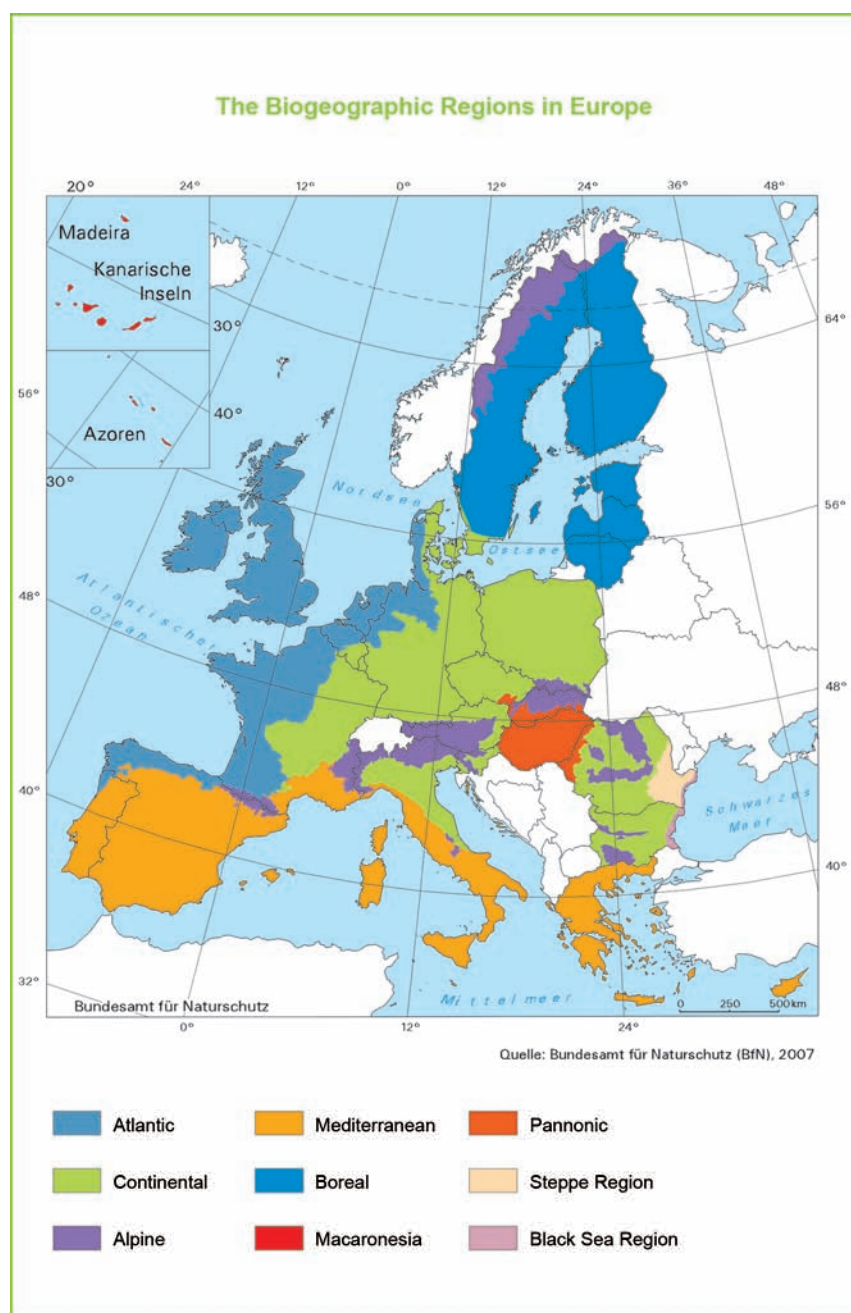 The Biogeographic Regions in Europe
20° 24° 12° 0° 12° 24° 36° 48°
Madeira
Kanarische
Inseln
30°
64°
56°
40°
Azoren
30°
Nordsee
56°
Ostsee
48°
Atlantischer
Ozean
48°
40°
Schwarzes
Meer
40°
32°
Bundesamt für Naturschutz
Mittelmeer
0 250 500 km
0° 12° 24°
Quelle: Bundesamt für Naturschutz (BfN), 2007
Atlantic Mediterranean Pannonic
Continental Boreal Steppe Region
Alpine Macaronesia Black Sea Region